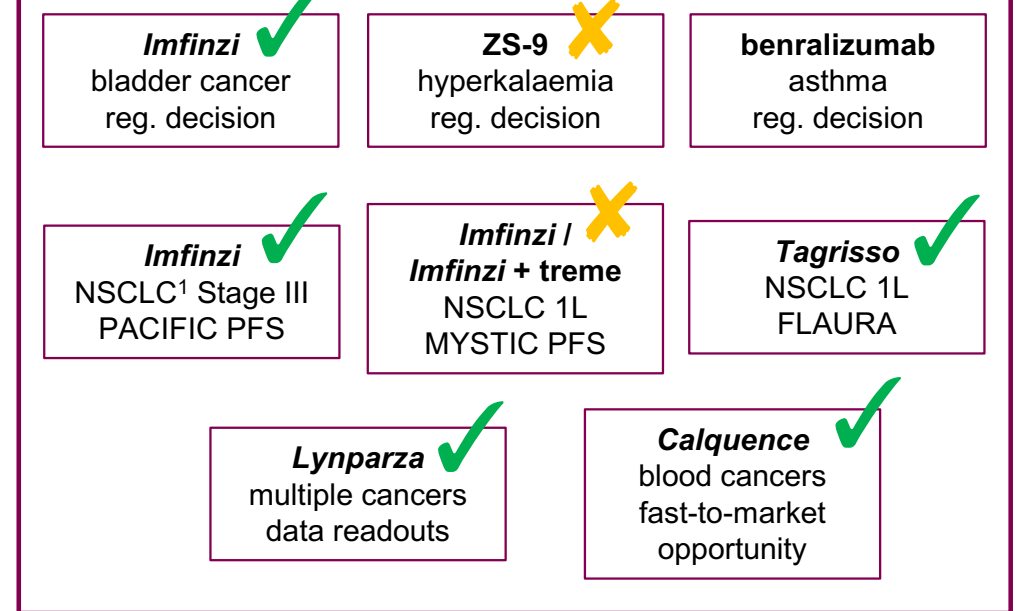 Imfinzi
bladder cancer
reg. decision
ZS-9
hyperkalaemia
reg. decision
benralizumab
asthma
reg. decision
Imfinzi
NSCLC¹ Stage III
PACIFIC PFS
Imfinzi /
Imfinzi + treme
NSCLC 1L
MYSTIC PFS
Tagrisso
NSCLC 1L
FLAURA
Lynparza
multiple cancers
data readouts
Calquence
blood cancers
fast-to-market
opportunity